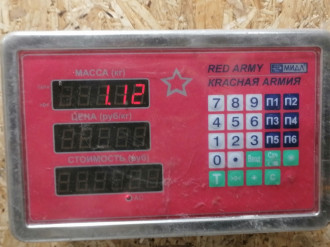 RED ARMY МИДЛ
КРАСНАЯ АРМИЯ
МАССА (кг)
1.12
ЦЕНА (руб/кг)
СТОИМОСТЬ (руб)
7 8 9 П1 П2
4 5 6 П3 П4
1 2 3 П5 П6
0 •
Т С